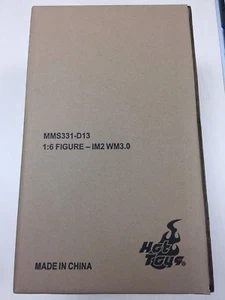 MMS331-D13
1:6 FIGURE – IM2 WM3.0
Hot
Toys®
MADE IN CHINA